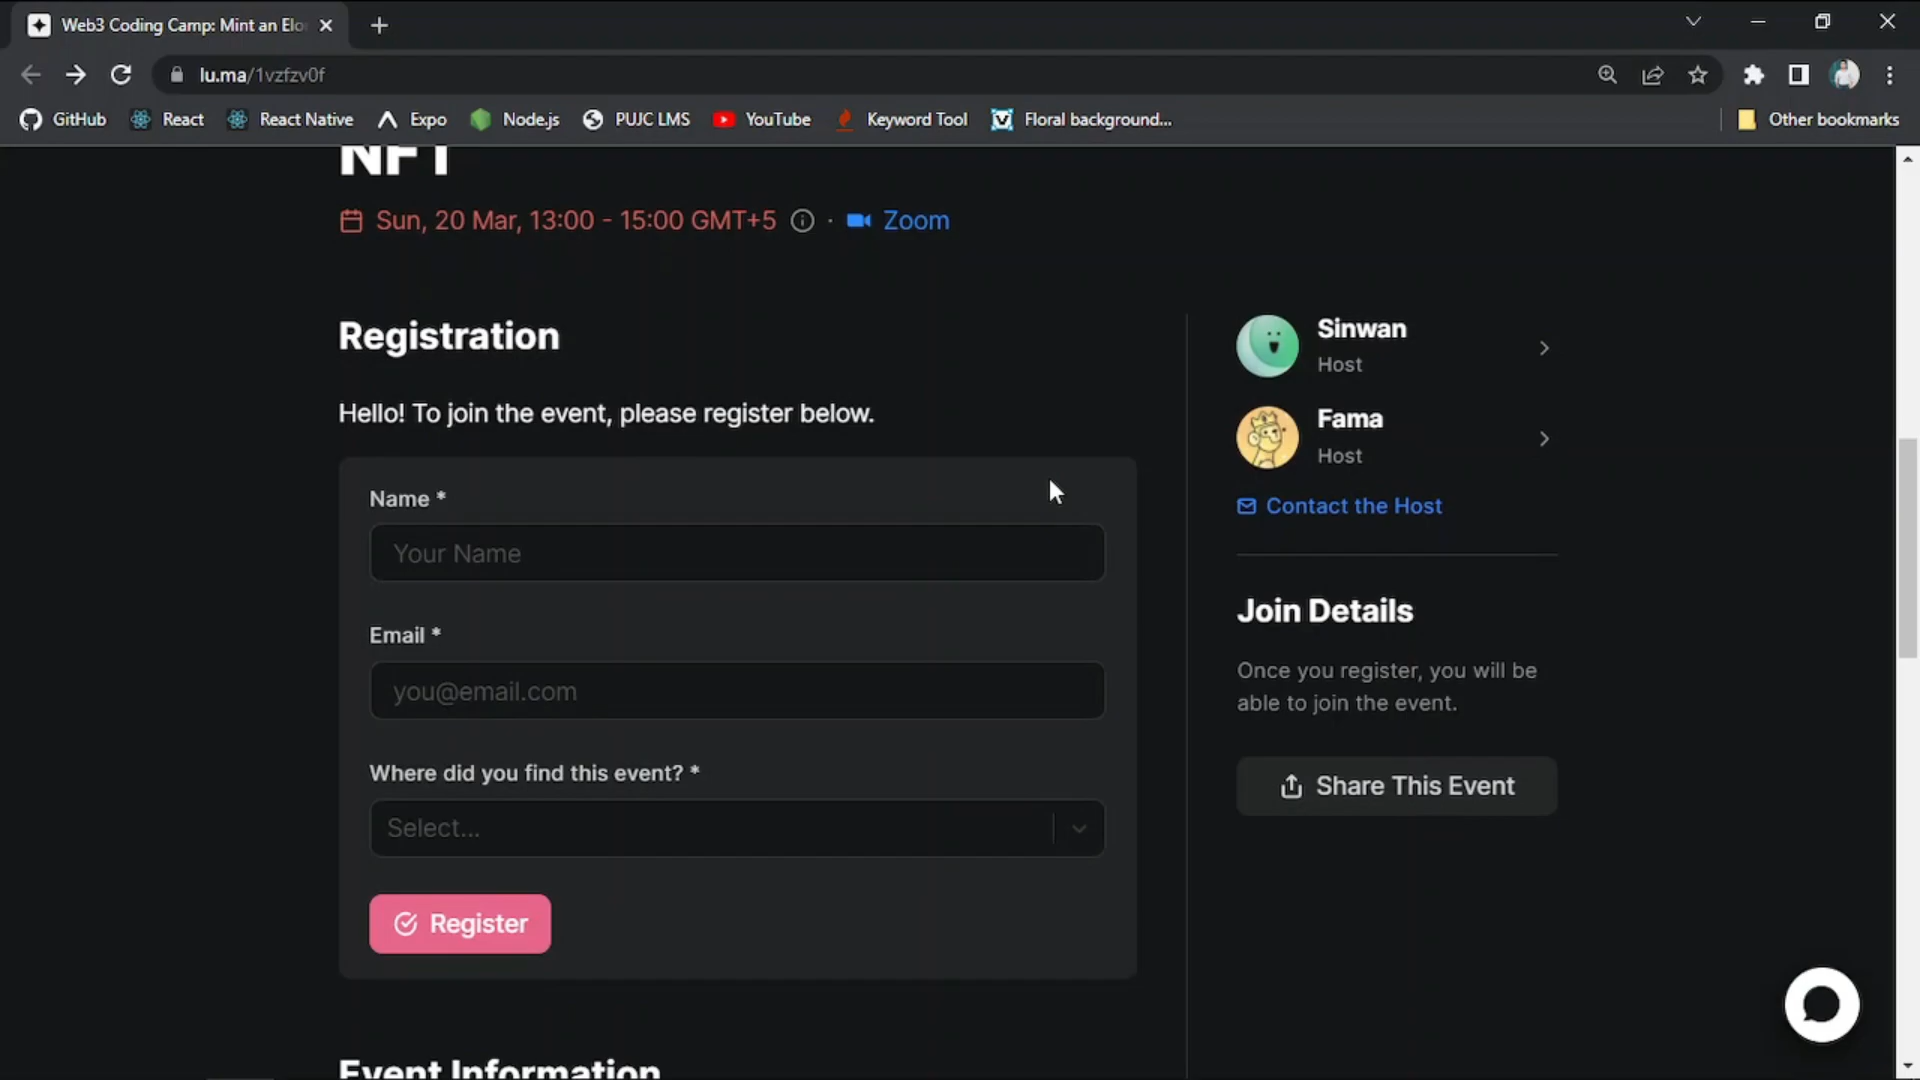 Web3 Coding Camp: Mint an Elo
lu.ma/1vzfzv0f
GitHub React React Native Expo Node.js PUJC LMS YouTube Keyword Tool Floral background... Other bookmarks
NFT
Sun, 20 Mar, 13:00 - 15:00 GMT+5 · Zoom
Registration
Hello! To join the event, please register below.
Name *
Your Name
Email *
you@email.com
Where did you find this event? *
Select...
Register
Event Information
Sinwan
Host
Fama
Host
Contact the Host
Join Details
Once you register, you will be
able to join the event.
Share This Event